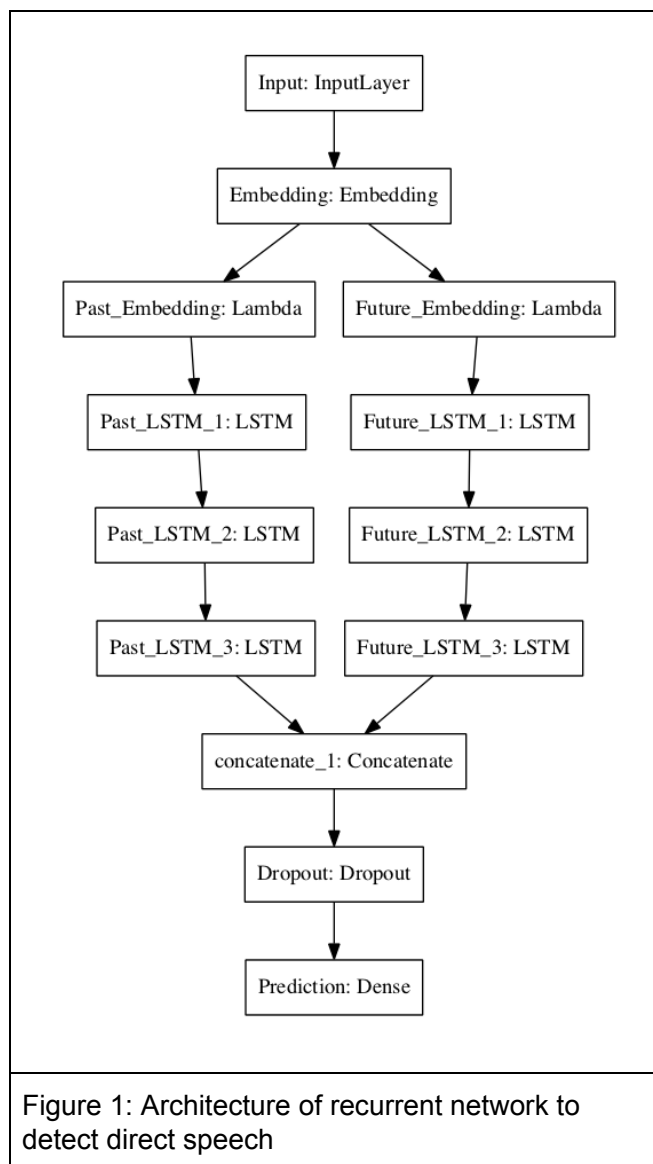 Input: InputLayer
Embedding: Embedding
Past_Embedding: Lambda
Future_Embedding: Lambda
Past_LSTM_1: LSTM
Future_LSTM_1: LSTM
Past_LSTM_2: LSTM
Future_LSTM_2: LSTM
Past_LSTM_3: LSTM
Future_LSTM_3: LSTM
concatenate_1: Concatenate
Dropout: Dropout
Prediction: Dense
Figure 1: Architecture of recurrent network to
detect direct speech